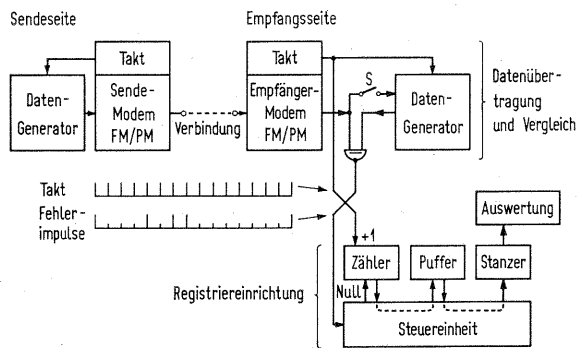 Sendeseite
Empfangsseite
Takt
Takt
Daten-
Generator
Sende-
Modem
FM/PM
Verbindung
Empfänger-
Modem
FM/PM
S
Daten-
Generator
Datenüber-
tragung
und Vergleich
Takt
Fehler-
impulse
+1
Auswertung
Zähler
Puffer
Stanzer
Registriereinrichtung
Null
Steuereinheit